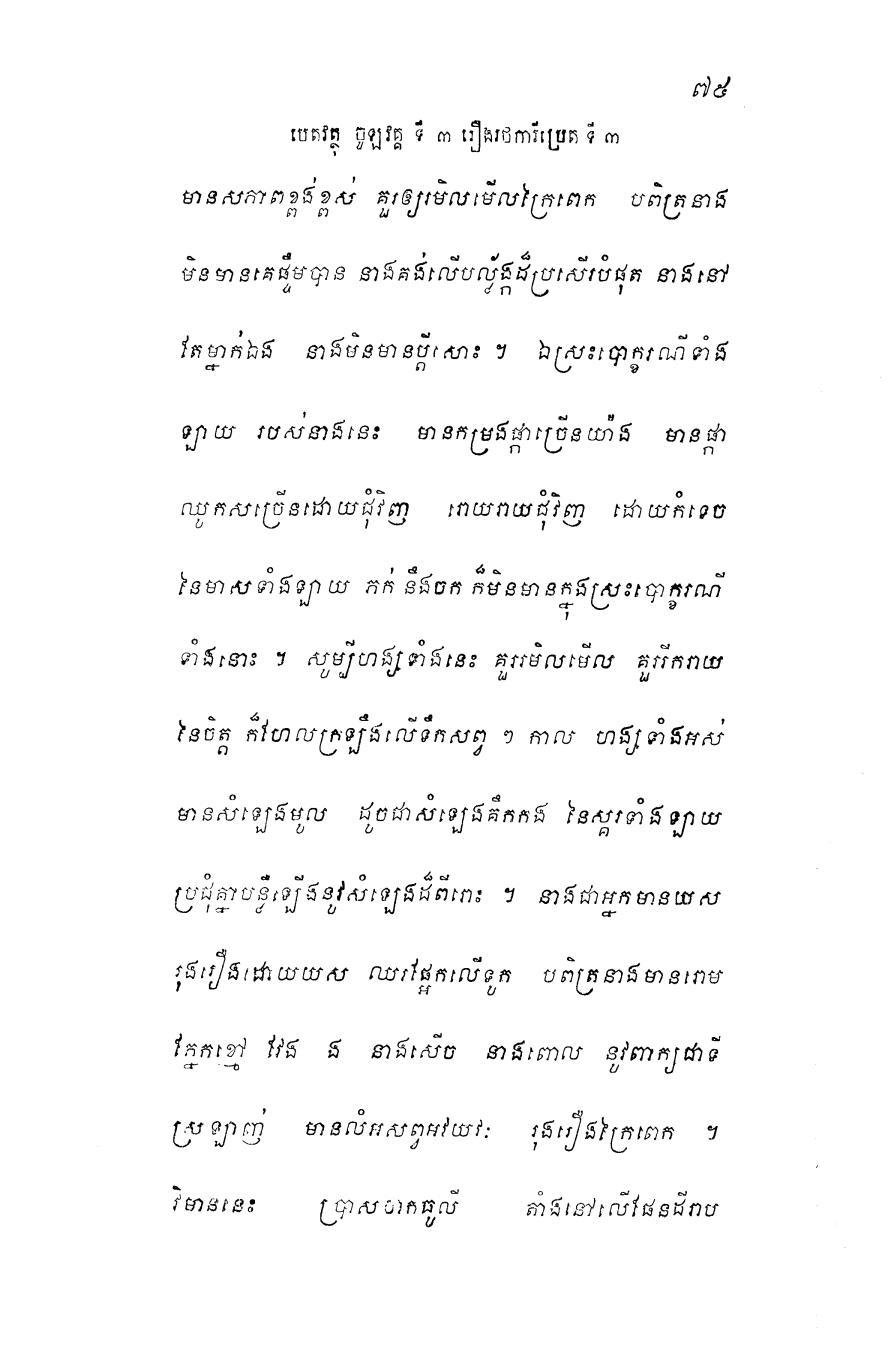 ៧៥
បេតវត្ថុ ចូឡវគ្គ ទី ៣ រឿងរថការីប្រេត ទី ៣
មានសភាពខ្ពង់ខ្ពស់ គួរឲ្យរមិលមើលក្រៃពេក បពិត្រនាង
មិនមានគេផ្ទឹមបាន នាងគង់លើបល្ល័ង្កដ៏ប្រសើរបំផុត នាងនៅ
តែម្នាក់ឯង នាងមិនមានប្តីសោះ ។ ឯស្រះបោក្ខរណីទាំង
ឡាយ របស់នាងនេះ មានកម្រងផ្កាច្រើនយ៉ាង មានផ្កា
ឈូកសច្រើនដោយជុំវិញ រោយរាយជុំវិញ ដោយកំទេច
នៃមាសទាំងឡាយ ភក់ នឹងចក ក៏មិនមានក្នុងស្រះបោក្ខរណី
ទាំងនោះ ។ សូម្បីហង្សទាំងនេះ គួររមិលមើល គួររីករាយ
នៃចិត្ត ក៏ហែលក្រឡឹងលើទឹកសព្វ ៗ កាល ហង្សទាំងអស់
មានសំឡេងមូល ដូចជាសំឡេងគឹកកង នៃស្គរទាំងឡាយ
ប្រជុំគ្នាបន្លឺឡើងនូវសំឡេងដ៏ពីរោះ ។ នាងជាអ្នកមានយស
រុងរឿងដោយយស ឈរផ្អែកលើទូក បពិត្រនាងមានរោម
ភ្នែកខ្មៅ វែង ង នាងសើច នាងពោល នូវពាក្យជាទី
ស្រឡាញ់ មានលំអសព្វអវយវៈ រុងរឿងក្រៃពេក ។
វិមាននេះ ប្រាសចាកធូលី តាំងនៅលើផែនដីរាប